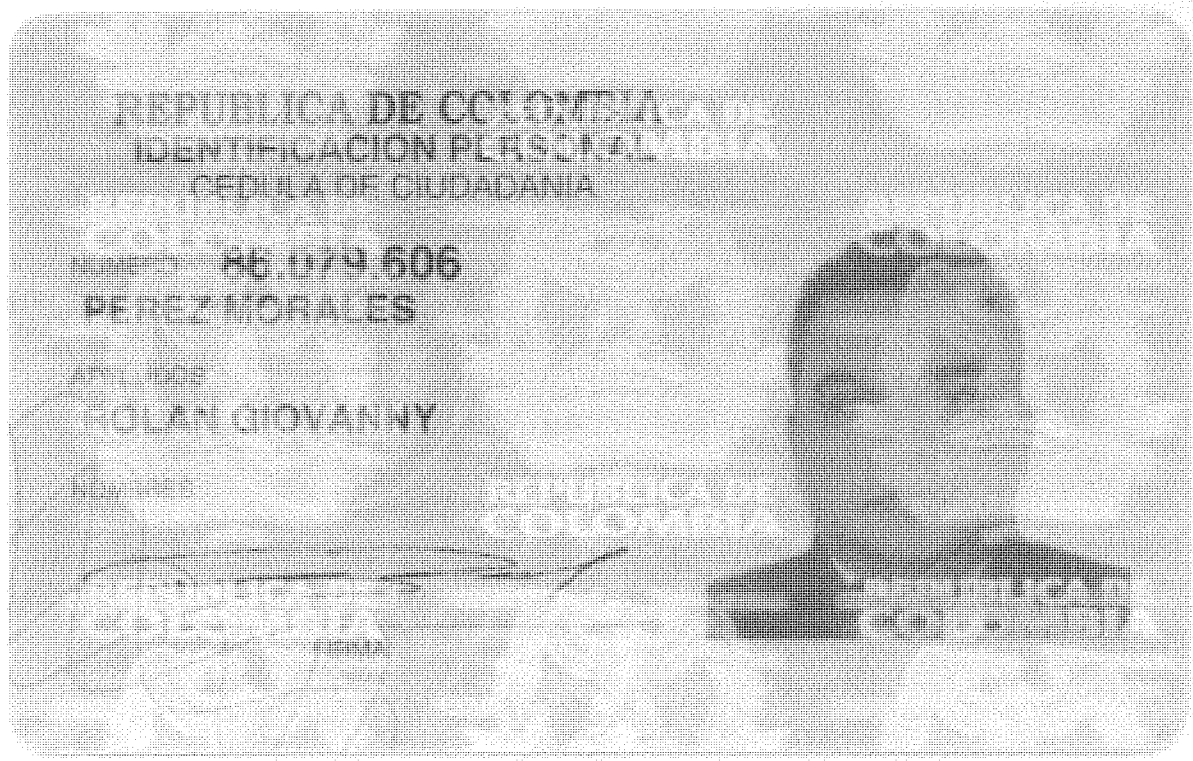 REPUBLICA DE COLOMBIA
IDENTIFICACION PERSONAL
CEDULA DE CIUDADANIA
NUMERO 86.079.606
PEREZ MORALES
APELLIDOS
GIOVANNY
NOMBRES
REPUBLICA DE
COLOMBIA
FIRMA